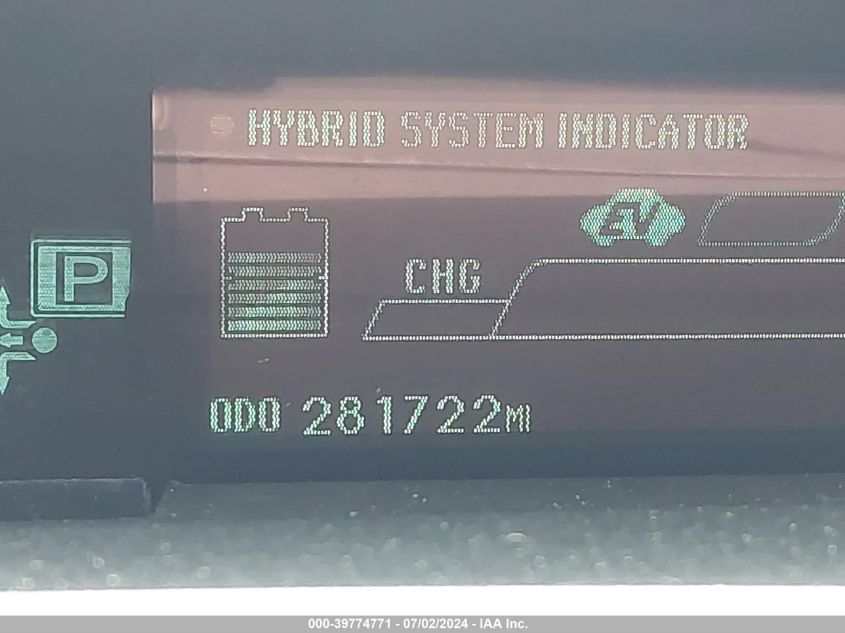 HYBRID SYSTEM INDICATOR
EV
P
CHG
ODO 281722MI
000-39774771 - 07/02/2024 - IAA Inc.